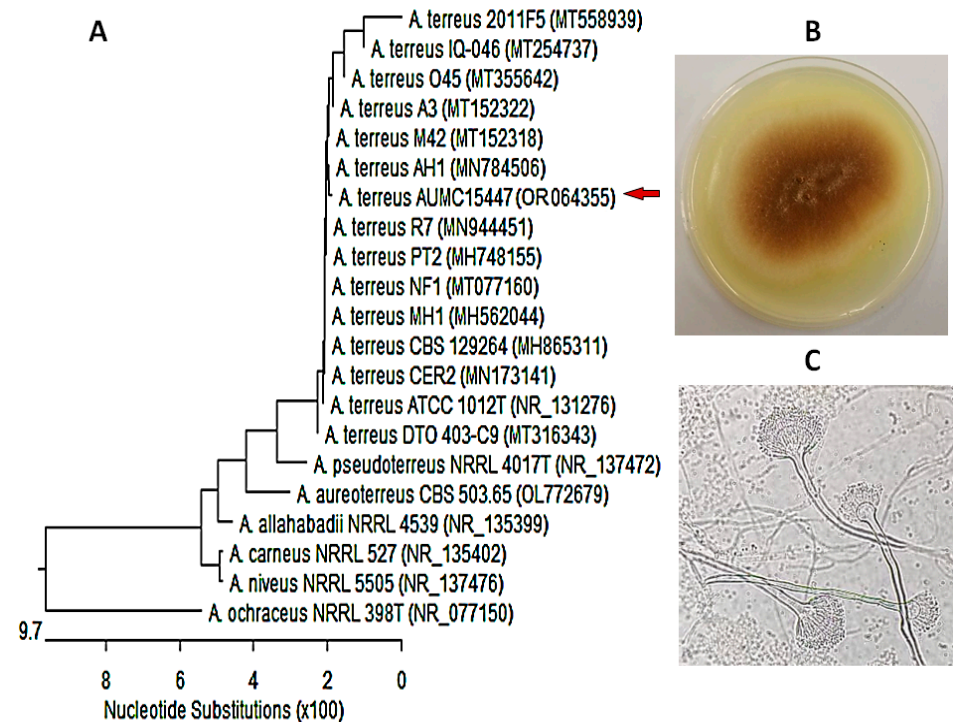 A
A. terreus 2011F5 (MT558939)
A. terreus IQ-046 (MT254737)
A. terreus O45 (MT355642)
A. terreus A3 (MT152322)
A. terreus M42 (MT152318)
A. terreus AH1 (MN784506)
A. terreus AUMC15447 (OR064355)
A. terreus R7 (MN944451)
A. terreus PT2 (MH748155)
A. terreus NF1 (MT077160)
A. terreus MH1 (MH562044)
A. terreus CBS 129264 (MH865311)
A. terreus CER2 (MN173141)
A. terreus ATCC 1012T (NR_131276)
A. terreus DTO 403-C9 (MT316343)
A. pseudoterreus NRRL 4017T (NR_137472)
A. aureoterreus CBS 503.65 (OL772679)
A. allahabadii NRRL 4539 (NR_135399)
A. carneus NRRL 527 (NR_135402)
A. niveus NRRL 5505 (NR_137476)
A. ochraceus NRRL 398T (NR_077150)
9.7
8 6 4 2 0
Nucleotide Substitutions (x100)
B
C